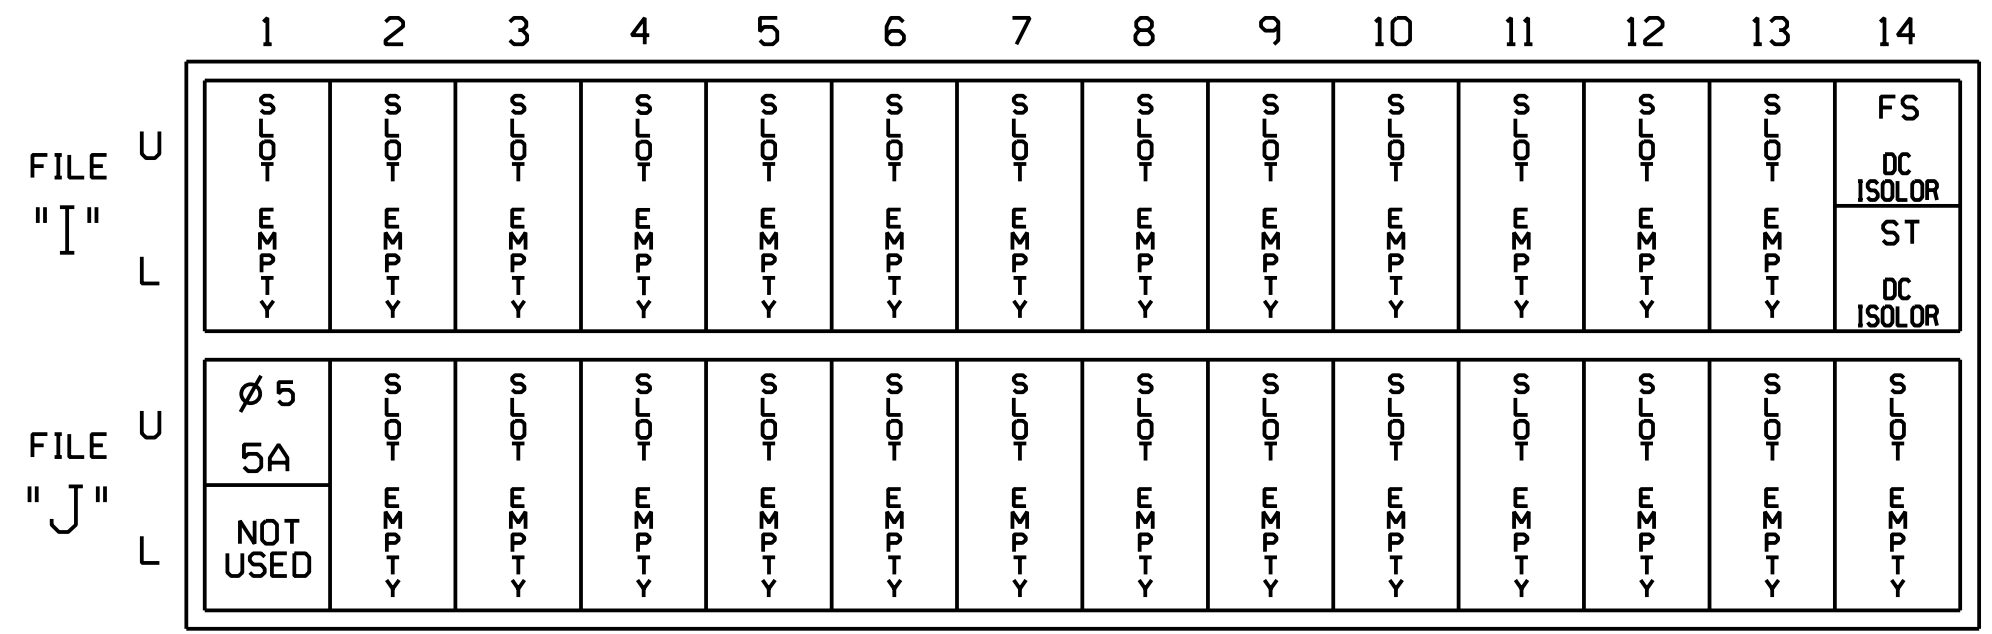 1 2 3 4 5 6 7 8 9 10 11 12 13 14
FILE "I"
U
L
SLOT EMPTY
SLOT EMPTY
SLOT EMPTY
SLOT EMPTY
SLOT EMPTY
SLOT EMPTY
SLOT EMPTY
SLOT EMPTY
SLOT EMPTY
SLOT EMPTY
SLOT EMPTY
SLOT EMPTY
SLOT EMPTY
FS
DC
ISOLOR
ST
DC
ISOLOR
FILE "J"
U
L
Ø 5
5A
NOT
USED
SLOT EMPTY
SLOT EMPTY
SLOT EMPTY
SLOT EMPTY
SLOT EMPTY
SLOT EMPTY
SLOT EMPTY
SLOT EMPTY
SLOT EMPTY
SLOT EMPTY
SLOT EMPTY
SLOT EMPTY
SLOT EMPTY